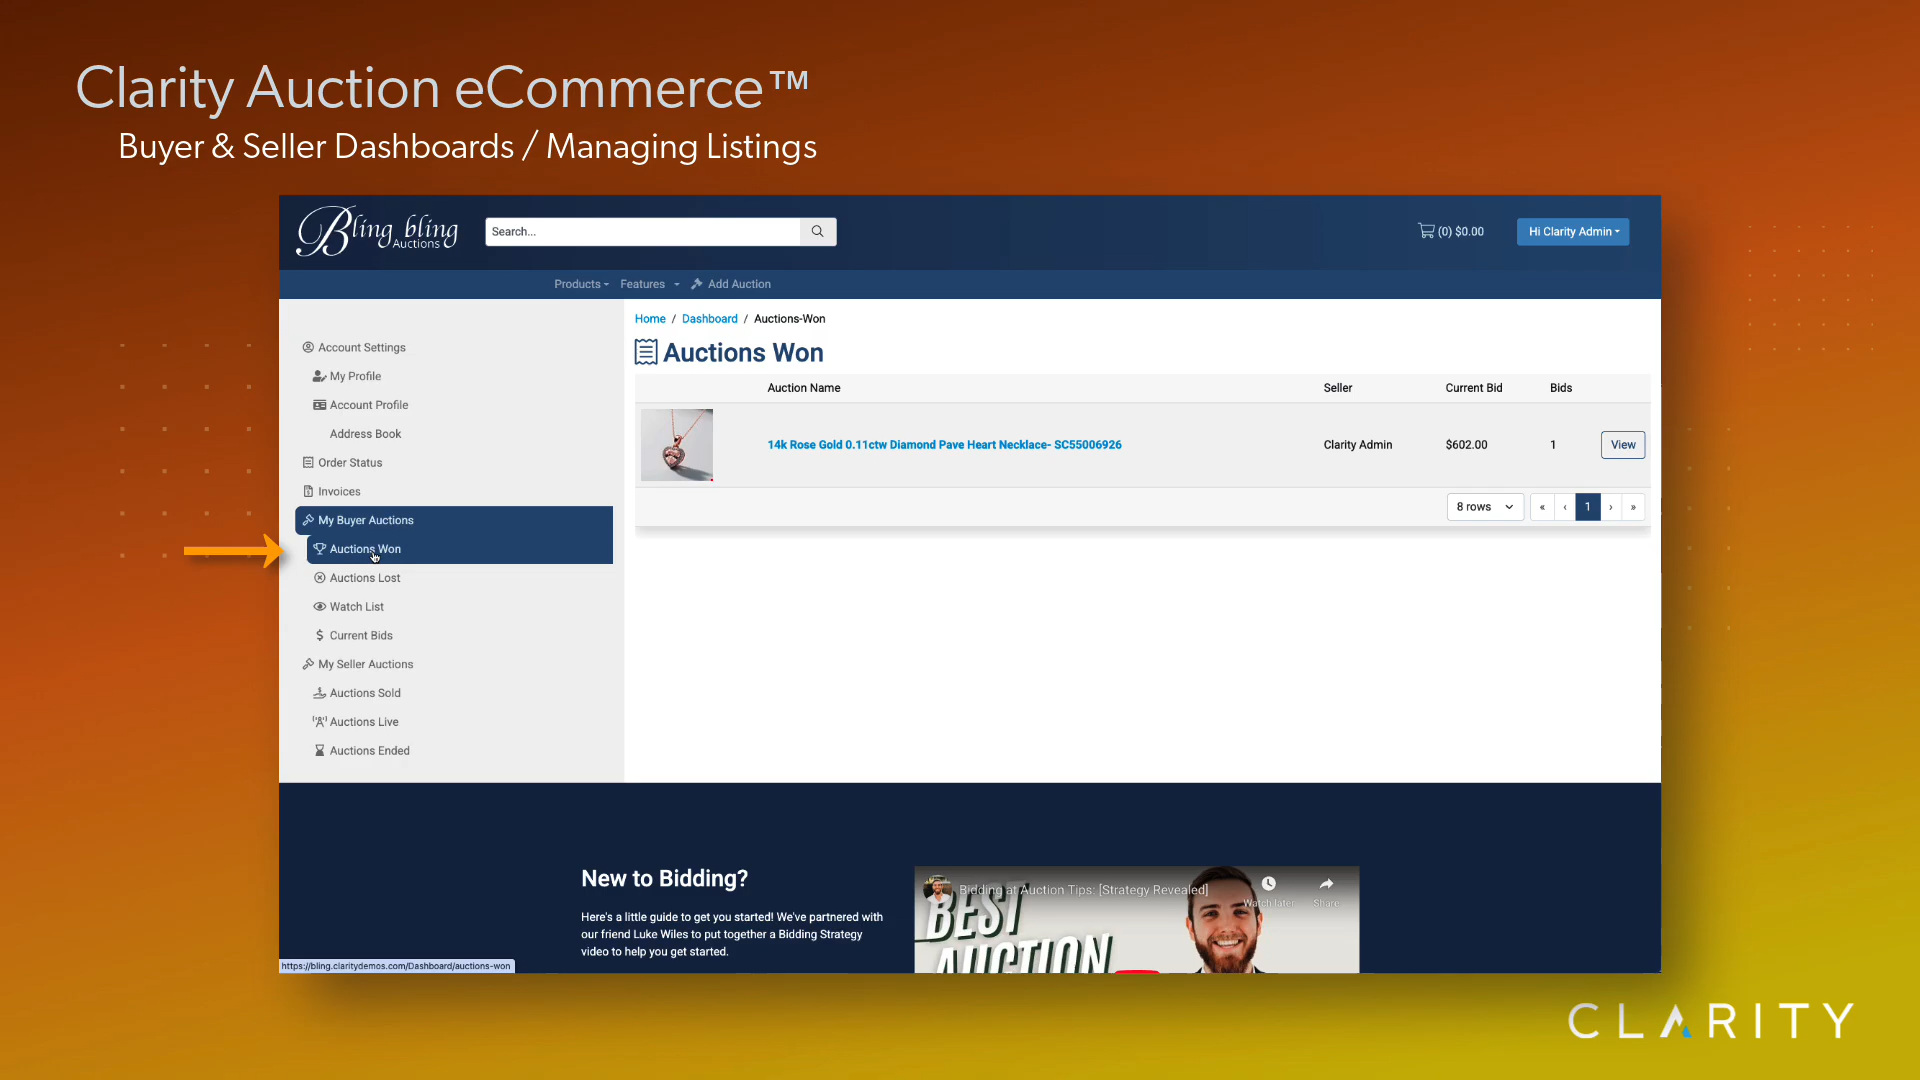 Clarity Auction eCommerce™
Buyer & Seller Dashboards / Managing Listings
Bling bling
Auctions
Search...
(0) $0.00
Hi Clarity Admin
Products
Features
Add Auction
Account Settings
My Profile
Account Profile
Address Book
Order Status
Invoices
My Buyer Auctions
Auctions Won
Auctions Lost
Watch List
Current Bids
My Seller Auctions
Auctions Sold
Auctions Live
Auctions Ended
Home / Dashboard / Auctions-Won
Auctions Won
Auction Name Seller Current Bid Bids
14k Rose Gold 0.11ctw Diamond Pave Heart Necklace- SC55006926 Clarity Admin $602.00 1 View
8 rows « ‹ 1 › »
New to Bidding?
Here's a little guide to get you started! We've partnered with
our friend Luke Wiles to put together a Bidding Strategy
video to help you get started.
Bidding at Auction Tips: [Strategy Revealed]
Watch later
Share
BEST
AUCTION
https://bling.claritydemos.com/Dashboard/auctions-won
CLARITY